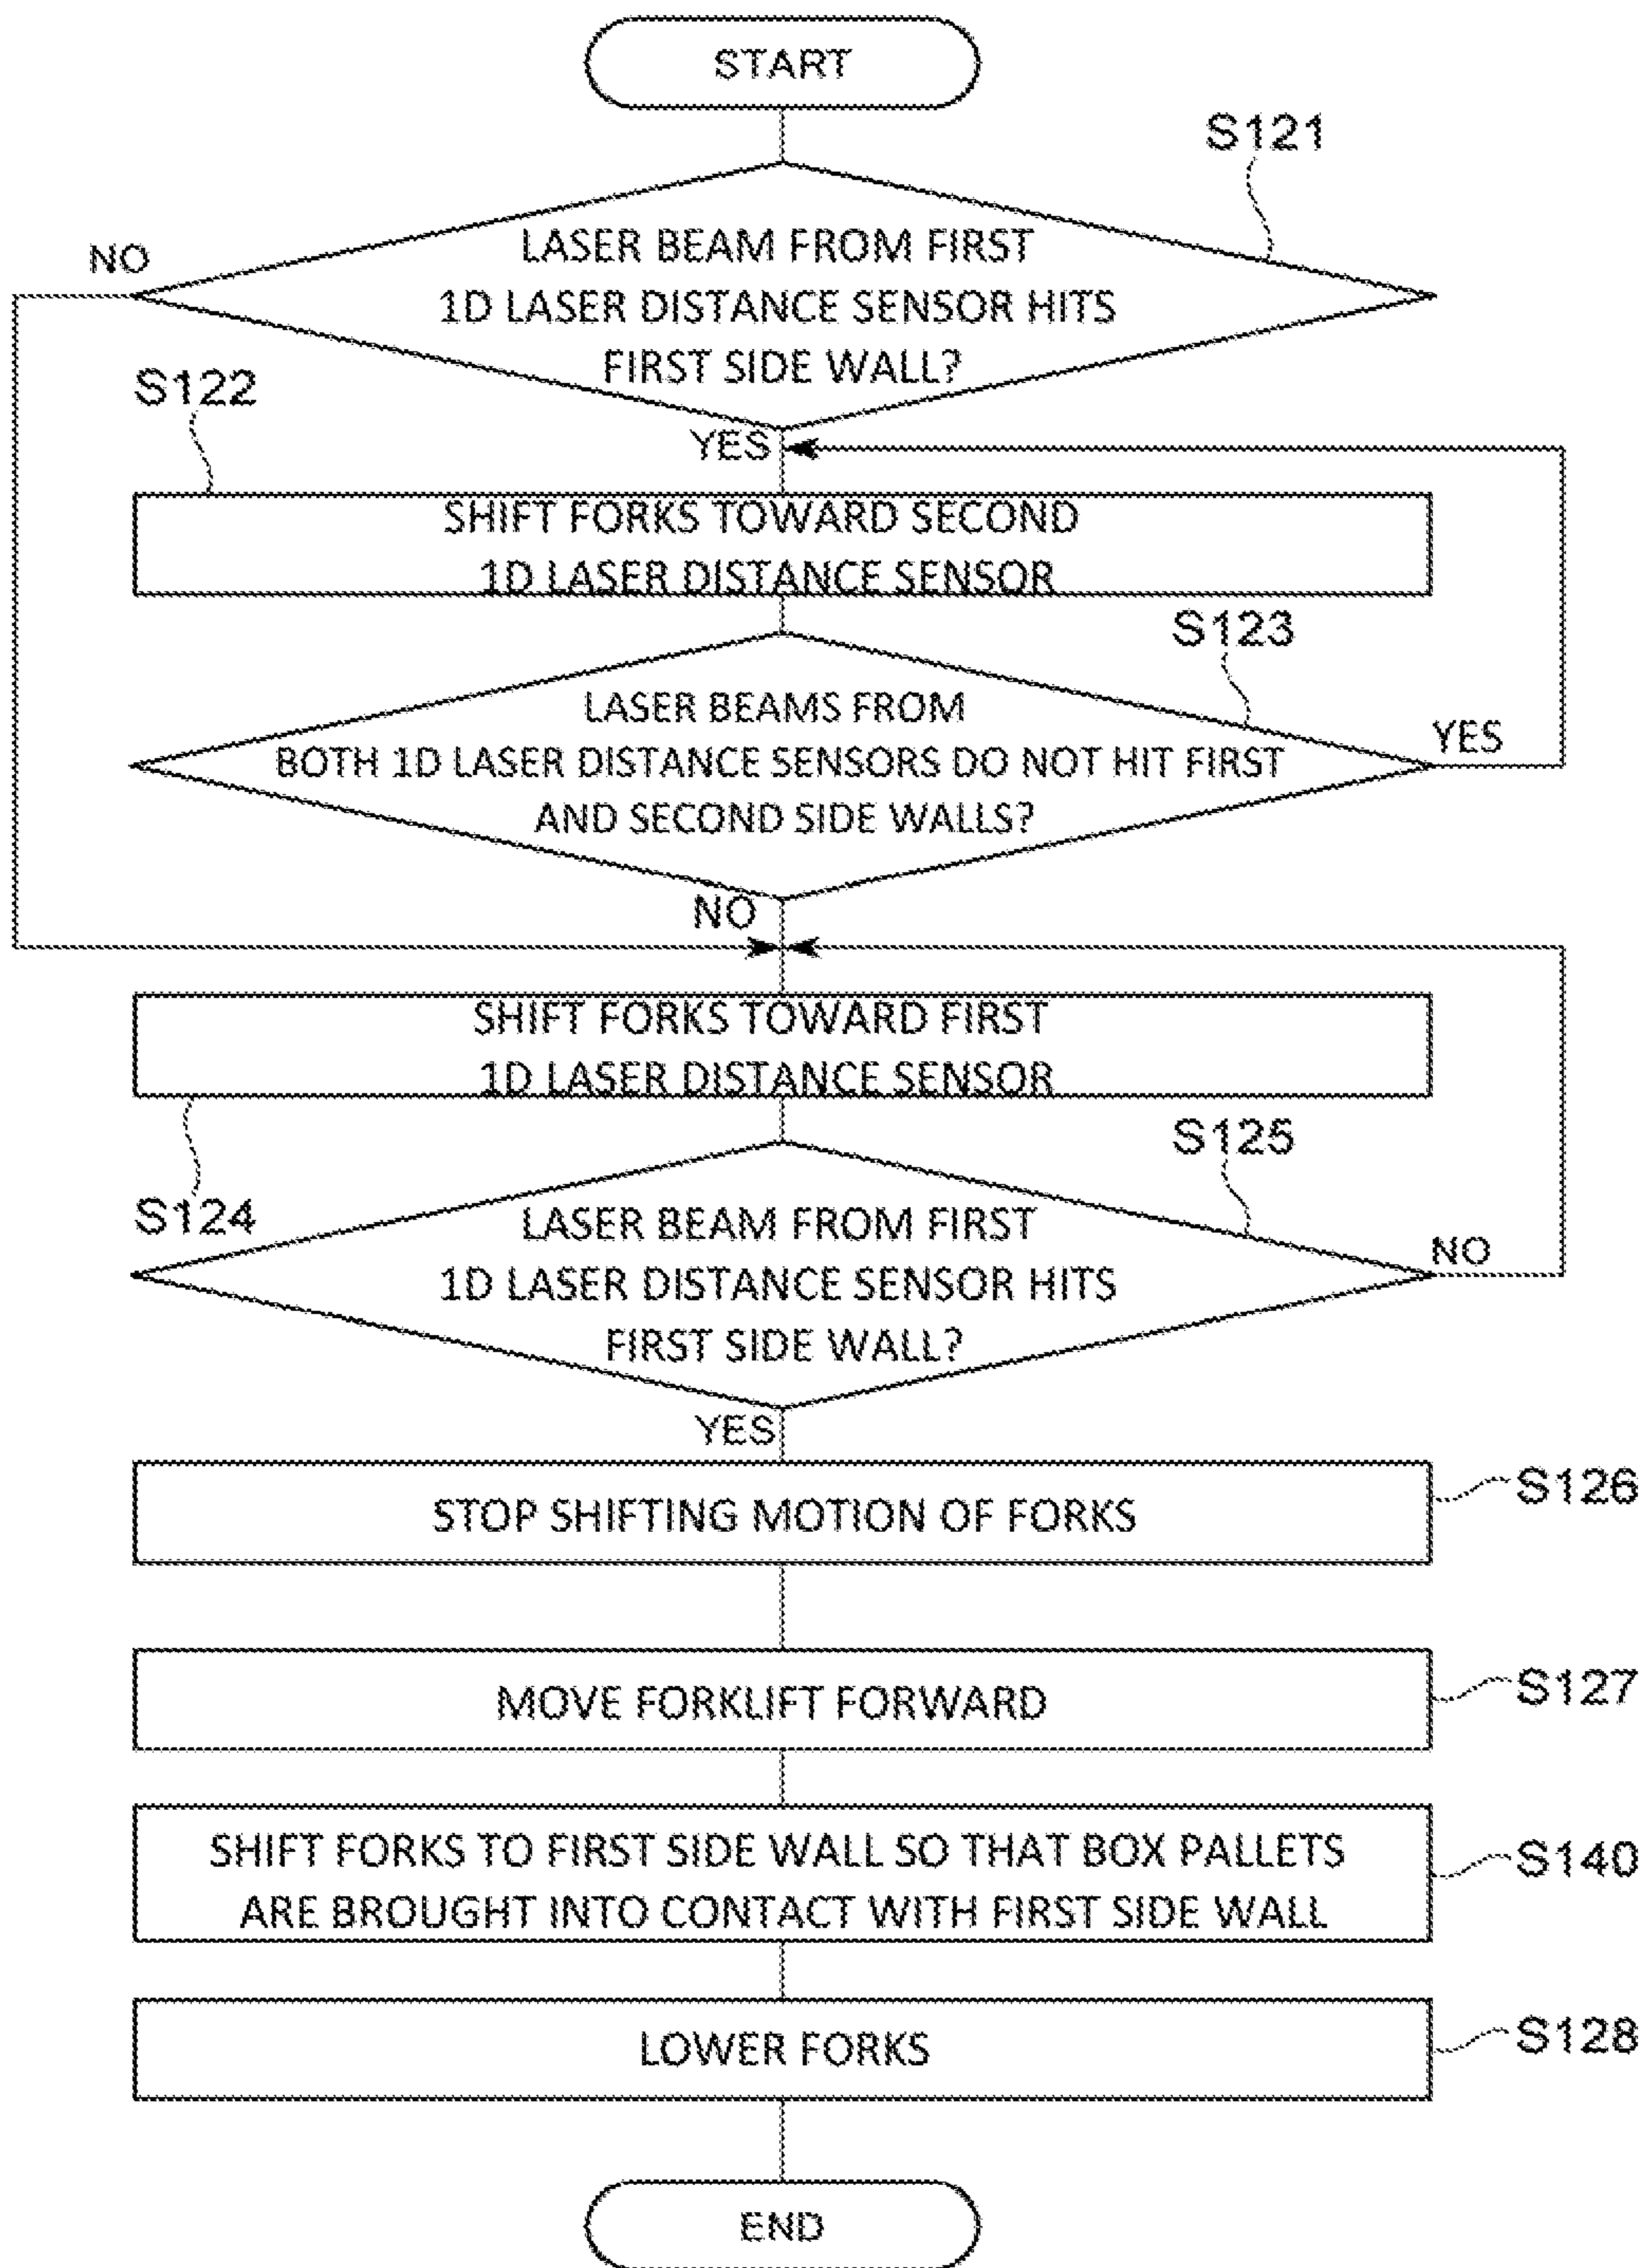 START
S121
NO
LASER BEAM FROM FIRST
1D LASER DISTANCE SENSOR HITS
FIRST SIDE WALL?
S122
YES
SHIFT FORKS TOWARD SECOND
1D LASER DISTANCE SENSOR
S123
LASER BEAMS FROM
BOTH 1D LASER DISTANCE SENSORS DO NOT HIT FIRST
AND SECOND SIDE WALLS?
YES
NO
SHIFT FORKS TOWARD FIRST
1D LASER DISTANCE SENSOR
S124
S125
LASER BEAM FROM FIRST
1D LASER DISTANCE SENSOR HITS
FIRST SIDE WALL?
NO
YES
STOP SHIFTING MOTION OF FORKS
S126
MOVE FORKLIFT FORWARD
S127
SHIFT FORKS TO FIRST SIDE WALL SO THAT BOX PALLETS
ARE BROUGHT INTO CONTACT WITH FIRST SIDE WALL
S140
LOWER FORKS
S128
END